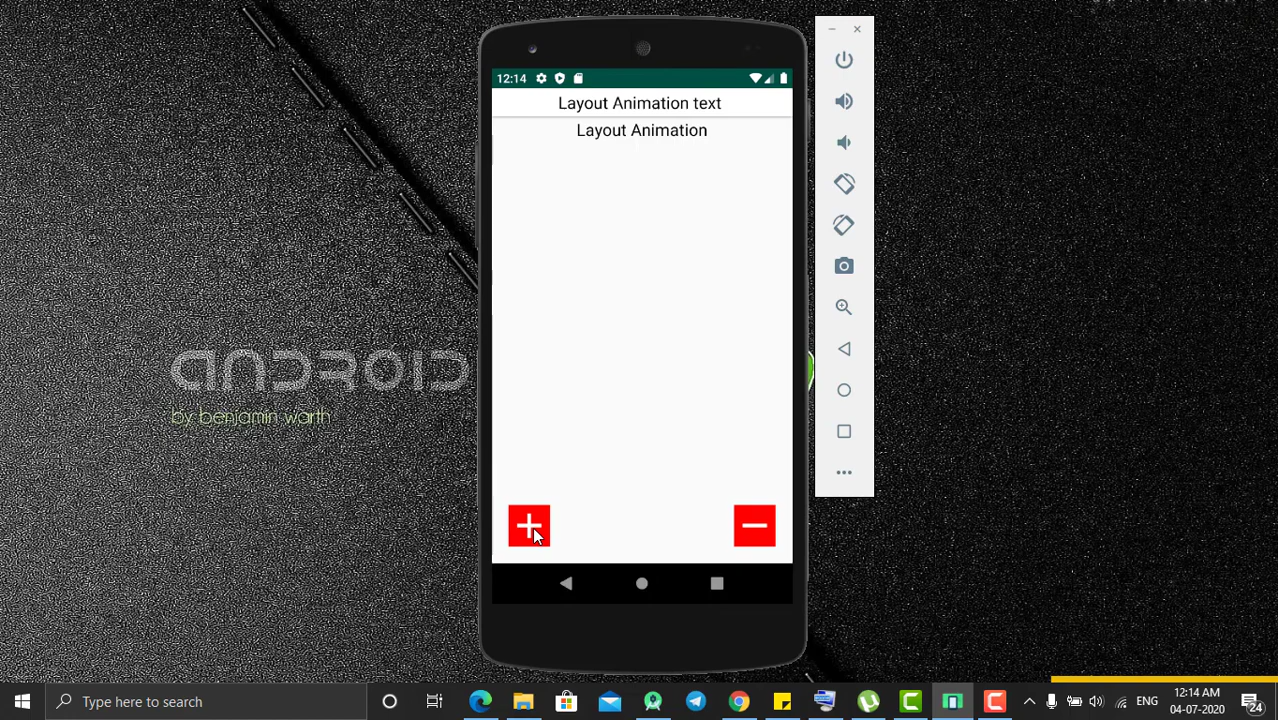 12:14
Layout Animation text
Layout Animation
ANDROID
by benjamin warth
Type here to search
ENG
12:14 AM
04-07-2020
24